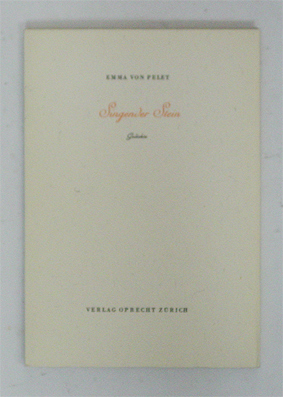 EMMA VON PELET
Singender Stein
Gedichte
VERLAG OPRECHT ZÜRICH